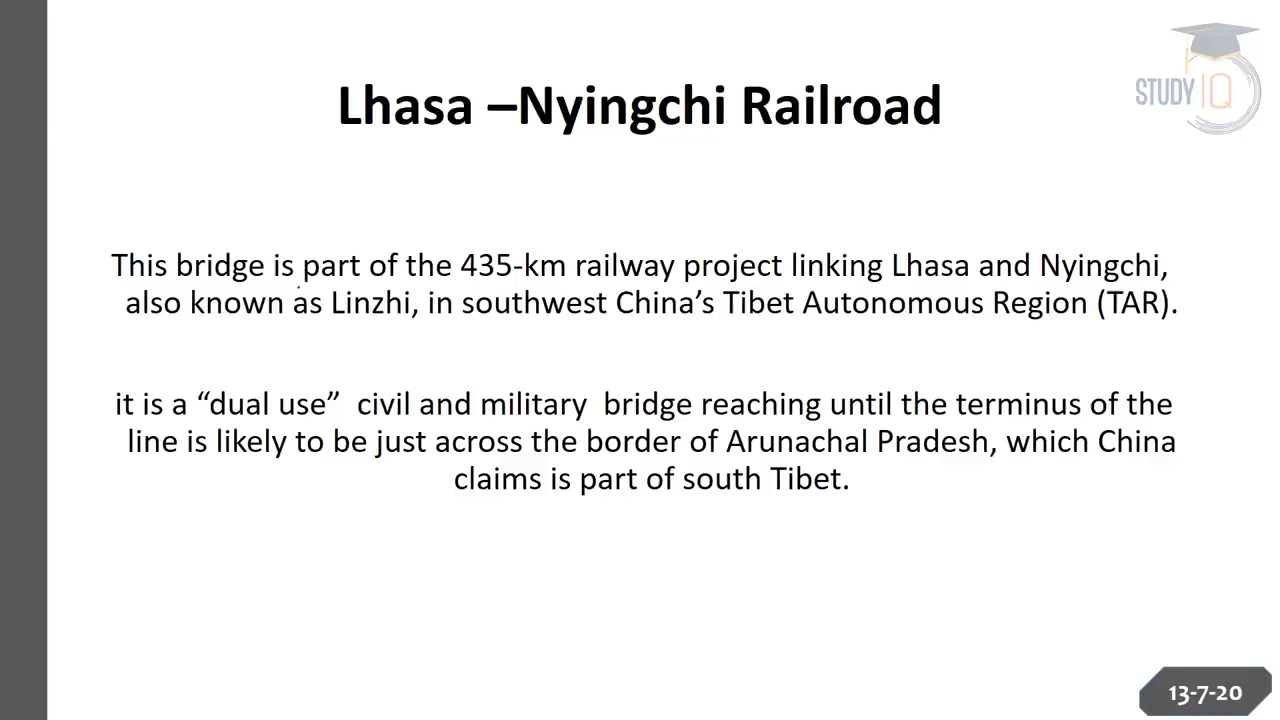 STUDY IQ
Lhasa –Nyingchi Railroad
This bridge is part of the 435-km railway project linking Lhasa and Nyingchi,
also known as Linzhi, in southwest China’s Tibet Autonomous Region (TAR).
it is a “dual use”  civil and military  bridge reaching until the terminus of the
line is likely to be just across the border of Arunachal Pradesh, which China
claims is part of south Tibet.
13-7-20